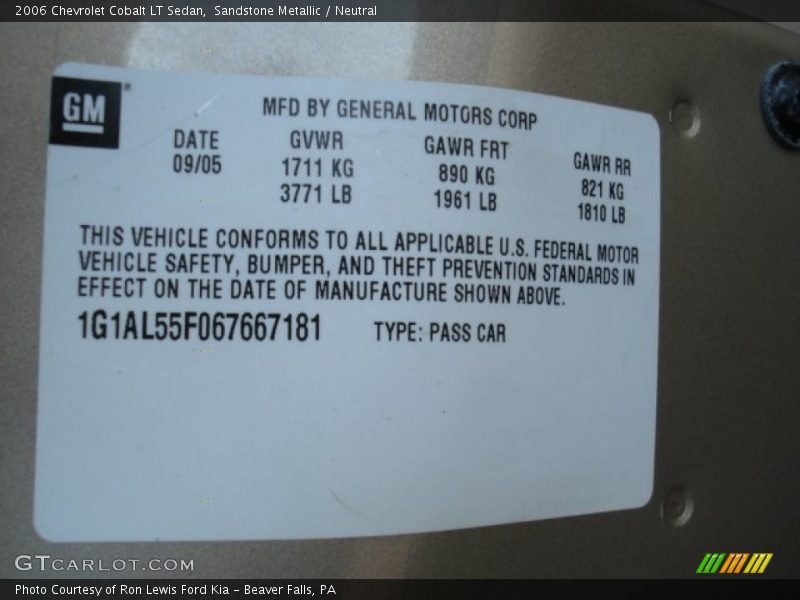 2006 Chevrolet Cobalt LT Sedan,  Sandstone Metallic / Neutral
GM
MFD BY GENERAL MOTORS CORP
DATE GVWR GAWR FRT GAWR RR
09/05 1711 KG 890 KG 821 KG
3771 LB 1961 LB 1810 LB
THIS VEHICLE CONFORMS TO ALL APPLICABLE U.S. FEDERAL MOTOR
VEHICLE SAFETY, BUMPER, AND THEFT PREVENTION STANDARDS IN
EFFECT ON THE DATE OF MANUFACTURE SHOWN ABOVE.
1G1AL55F067667181 TYPE: PASS CAR
GTCARLOT.COM
Photo Courtesy of Ron Lewis Ford Kia – Beaver Falls, PA